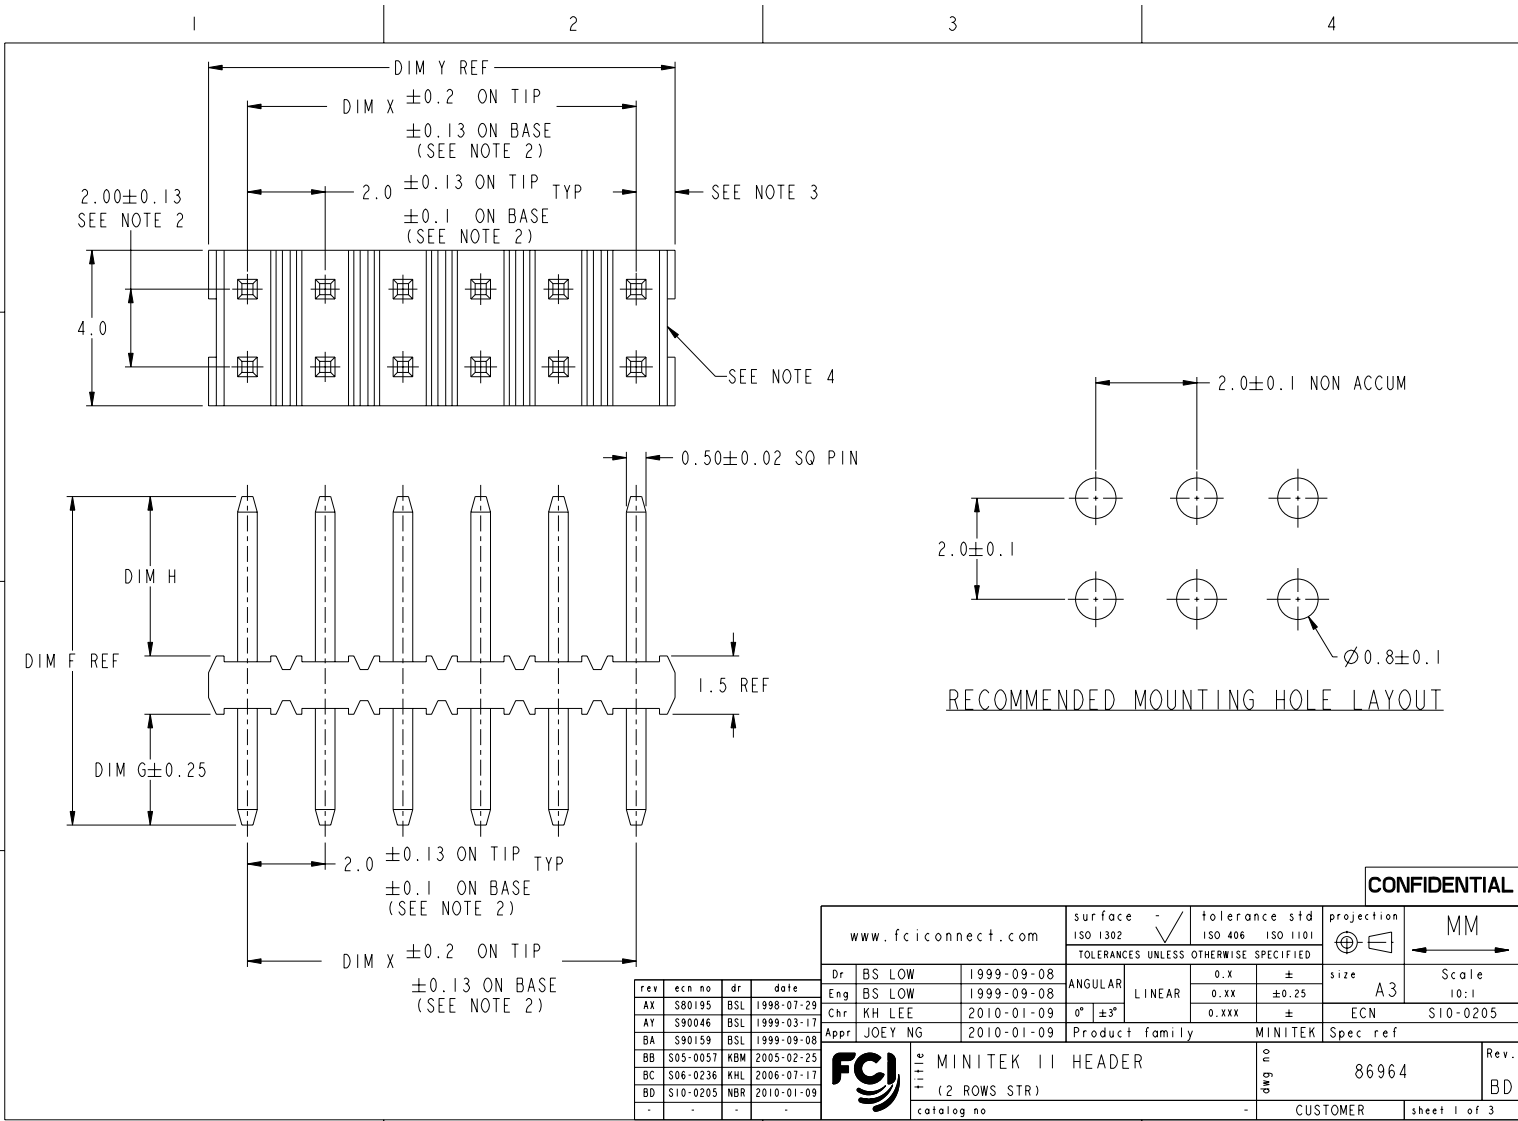 1 2 3 4
DIM Y REF
DIM X ±0.2 ON TIP
±0.13 ON BASE
(SEE NOTE 2)
2.0 ±0.13 ON TIP TYP
±0.1 ON BASE
(SEE NOTE 2)
SEE NOTE 3
2.00±0.13
SEE NOTE 2
4.0
SEE NOTE 4
0.50±0.02 SQ PIN
DIM H
DIM F REF
1.5 REF
DIM G±0.25
2.0 ±0.13 ON TIP TYP
±0.1 ON BASE
(SEE NOTE 2)
DIM X ±0.2 ON TIP
±0.13 ON BASE
(SEE NOTE 2)
2.0±0.1 NON ACCUM
2.0±0.1
Ø0.8±0.1
RECOMMENDED MOUNTING HOLE LAYOUT
CONFIDENTIAL
rev ecn no dr date
AX S80195 BSL 1998-07-29
AY S90046 BSL 1999-03-17
BA S90159 BSL 1999-09-08
BB S05-0057 KBM 2005-02-25
BC S06-0236 KHL 2006-07-17
BD S10-0205 NBR 2010-01-09
- - - -
www.fciconnect.com
surface -
ISO 1302
tolerance std
ISO 406 ISO 1101
TOLERANCES UNLESS OTHERWISE SPECIFIED
projection
MM
Dr BS LOW 1999-09-08
Eng BS LOW 1999-09-08
Chr KH LEE 2010-01-09
Appr JOEY NG 2010-01-09
ANGULAR
0° ±3°
LINEAR
0.X ±
0.XX ±0.25
0.XXX ±
size A3
Scale
10:1
ECN S10-0205
Product family MINITEK
Spec ref
FCI
title
MINITEK II HEADER
(2 ROWS STR)
dwg no
86964
Rev.
BD
catalog no -
CUSTOMER
sheet 1 of 3